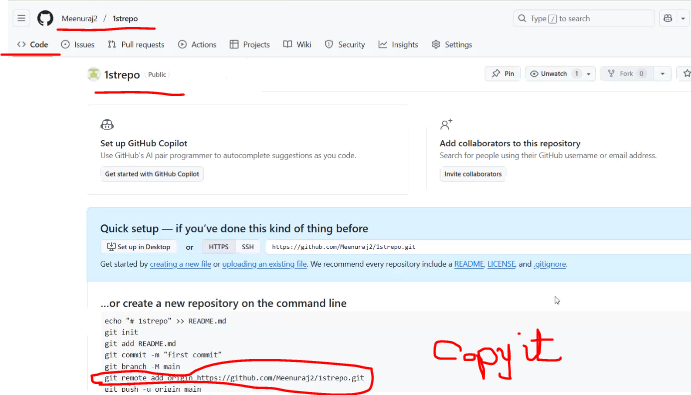 Meenuraj2 / 1strepo
Type / to search
Code Issues Pull requests Actions Projects Wiki Security Insights Settings
1strepo Public
Pin Unwatch 1 Fork 0
Set up GitHub Copilot
Use GitHub's AI pair programmer to autocomplete suggestions as you code.
Get started with GitHub Copilot
Add collaborators to this repository
Search for people using their GitHub username or email address.
Invite collaborators
Quick setup — if you've done this kind of thing before
Set up in Desktop or HTTPS SSH https://github.com/Meenuraj2/1strepo.git
Get started by creating a new file or uploading an existing file. We recommend every repository include a README, LICENSE, and .gitignore.
...or create a new repository on the command line
echo "# 1strepo" >> README.md
git init
git add README.md
git commit -m "first commit"
git branch -M main
git remote add origin https://github.com/Meenuraj2/1strepo.git
git push -u origin main
Copy it